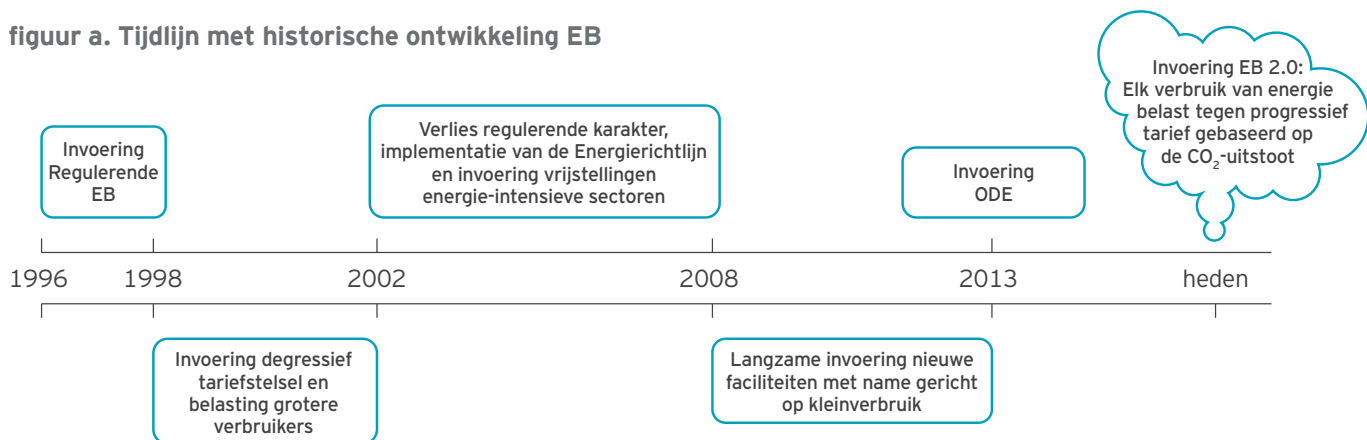 figuur a. Tijdlijn met historische ontwikkeling EB
Invoering EB 2.0:
Elk verbruik van energie
belast tegen progressief
tarief gebaseerd op
de CO₂-uitstoot
Invoering
Regulerende
EB
Verlies regulerende karakter,
implementatie van de Energierichtlijn
en invoering vrijstellingen
energie-intensieve sectoren
Invoering
ODE
1996 1998 2002 2008 2013 heden
Invoering degressief
tariefstelsel en
belasting grotere
verbruikers
Langzame invoering nieuwe
faciliteiten met name gericht
op kleinverbruik